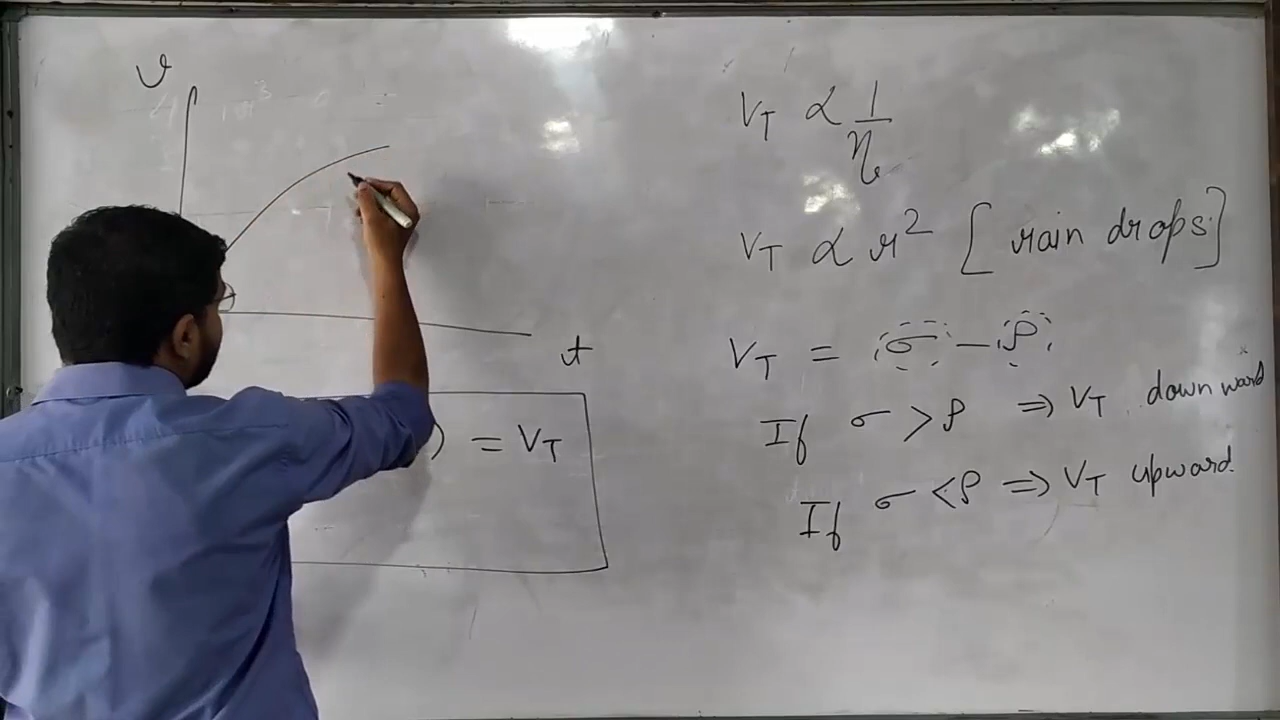 v
t
) = V_T
V_T ∝ 1/η
V_T ∝ r² [rain drops]
V_T = σ − ρ
If σ > ρ ⇒ V_T downward
If σ < ρ ⇒ V_T upward